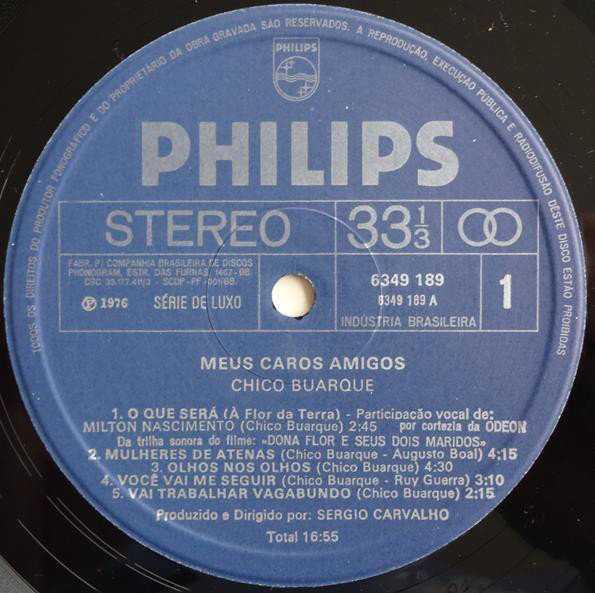 TODOS OS DIREITOS DO PRODUTOR FONOGRÁFICO E DO PROPRIETÁRIO DA OBRA GRAVADA SÃO RESERVADOS. A REPRODUÇÃO, EXECUÇÃO PÚBLICA E RADIODIFUSÃO DESTE DISCO ESTÃO PROIBIDAS
PHILIPS
PHILIPS
STEREO 33 1/3
FABR. P/ COMPANHIA BRASILEIRA DE DISCOS
PHONOGRAM, ESTR. DAS FURNAS, 1467-GB.
CGC 33.177.411/3 - SCDP-PF-001/GB.
Ⓟ 1976 SÉRIE DE LUXO
6349 189
6349 189 A
INDÚSTRIA BRASILEIRA
1
MEUS CAROS AMIGOS
CHICO BUARQUE
1. O QUE SERÁ (À Flor da Terra) - Participação vocal de:
MILTON NASCIMENTO (Chico Buarque) 2:45 por cortezia da ODEON
Da trilha sonora do filme: «DONA FLOR E SEUS DOIS MARIDOS»
2. MULHERES DE ATENAS (Chico Buarque - Augusto Boal) 4:15
3. OLHOS NOS OLHOS (Chico Buarque) 4:30
4. VOCÊ VAI ME SEGUIR (Chico Buarque - Ruy Guerra) 3:10
5. VAI TRABALHAR VAGABUNDO (Chico Buarque) 2:15
Produzido e Dirigido por: SERGIO CARVALHO
Total 16:55